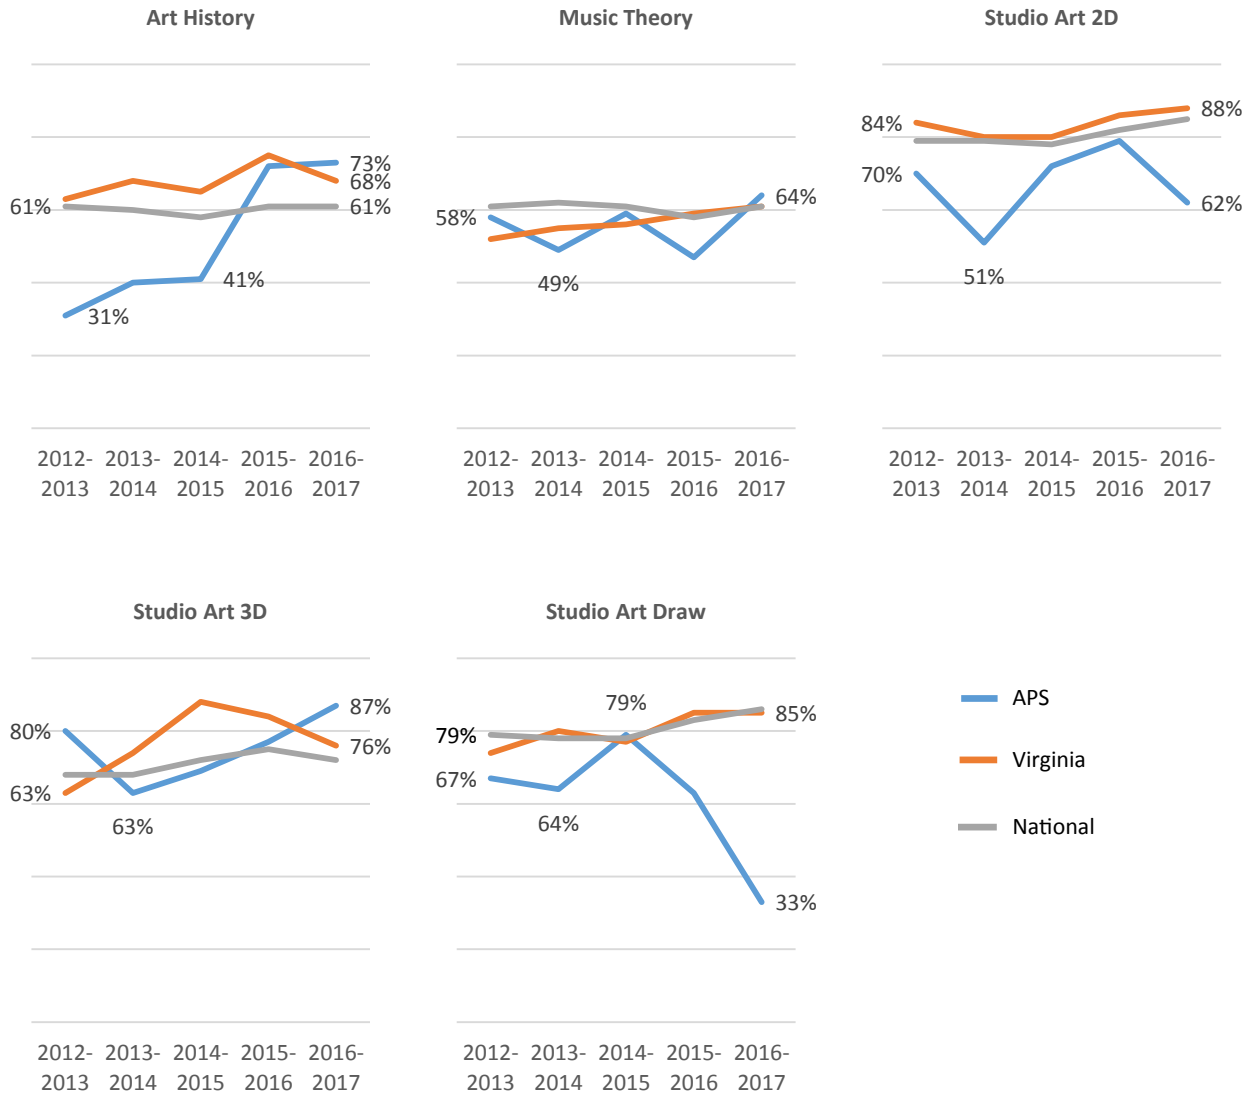 Art History
Music Theory
Studio Art 2D
73%
68%
61%
61%
41%
31%
64%
58%
49%
88%
84%
70%
62%
51%
2012- 2013- 2014- 2015- 2016-
2013 2014 2015 2016 2017
2012- 2013- 2014- 2015- 2016-
2013 2014 2015 2016 2017
2012- 2013- 2014- 2015- 2016-
2013 2014 2015 2016 2017
Studio Art 3D
Studio Art Draw
87%
80%
76%
63%
63%
79%
85%
79%
67%
64%
33%
APS
Virginia
National
2012- 2013- 2014- 2015- 2016-
2013 2014 2015 2016 2017
2012- 2013- 2014- 2015- 2016-
2013 2014 2015 2016 2017